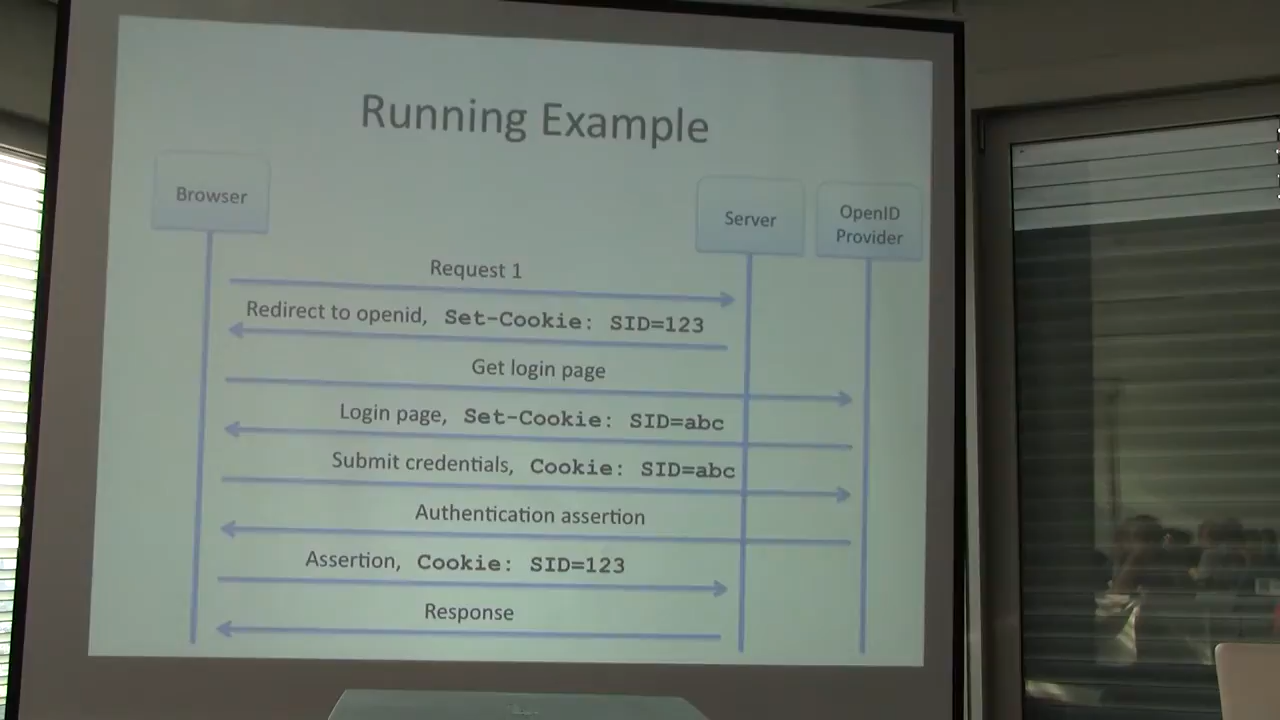 Running Example
Browser
Server
OpenID
Provider
Request 1
Redirect to openid, Set-Cookie: SID=123
Get login page
Login page, Set-Cookie: SID=abc
Submit credentials, Cookie: SID=abc
Authentication assertion
Assertion, Cookie: SID=123
Response